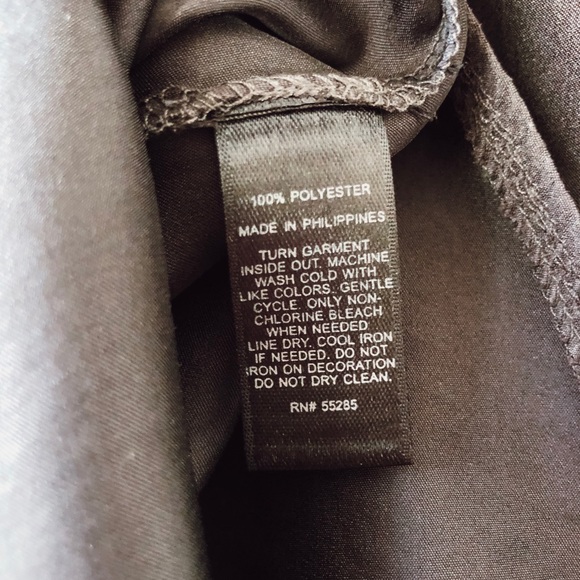 100% POLYESTER
MADE IN PHILIPPINES
TURN GARMENT
INSIDE OUT. MACHINE
WASH COLD WITH
LIKE COLORS. GENTLE
CYCLE. ONLY NON-
CHLORINE BLEACH
WHEN NEEDED
LINE DRY. COOL IRON
IF NEEDED. DO NOT
IRON ON DECORATION
DO NOT DRY CLEAN.
RN# 55285